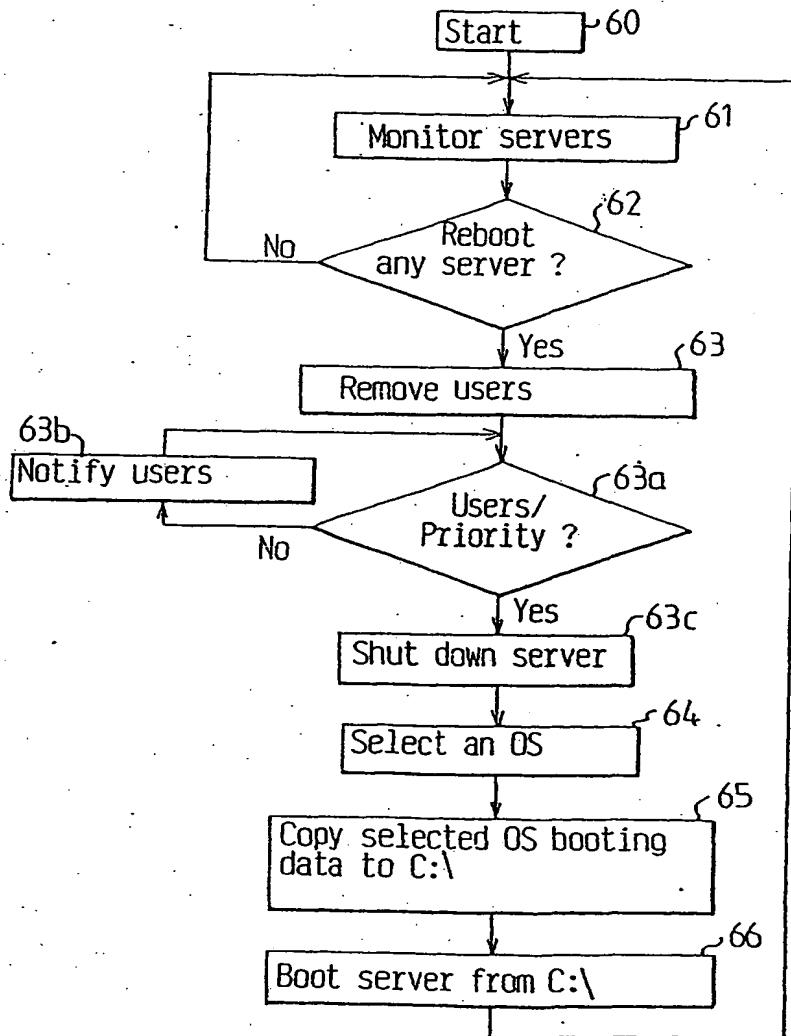 Start
60
Monitor servers
61
62
Reboot
any server ?
No
Yes
63
Remove users
63b
Notify users
63a
Users/
Priority ?
No
Yes
63c
Shut down server
64
Select an OS
65
Copy selected OS booting
data to C:\
66
Boot server from C:\